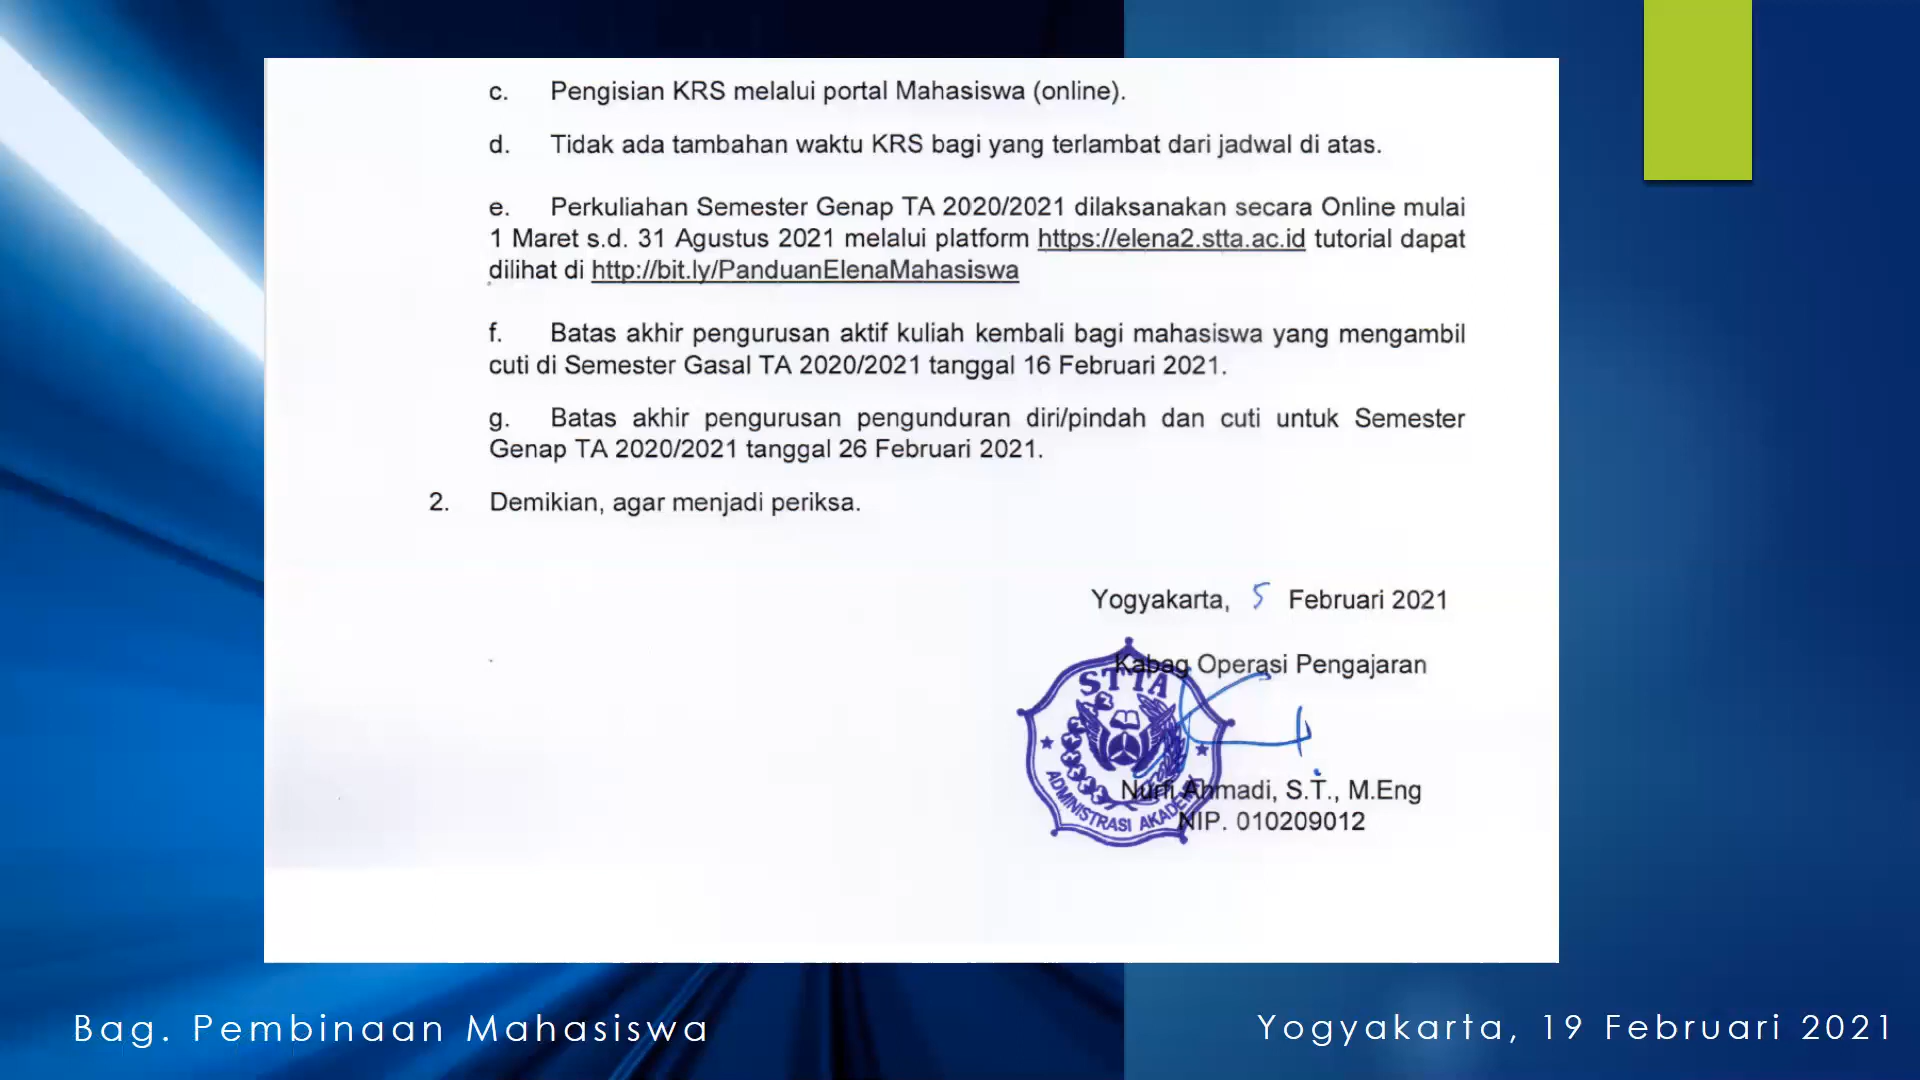 c. Pengisian KRS melalui portal Mahasiswa (online).
d. Tidak ada tambahan waktu KRS bagi yang terlambat dari jadwal di atas.
e. Perkuliahan Semester Genap TA 2020/2021 dilaksanakan secara Online mulai
1 Maret s.d. 31 Agustus 2021 melalui platform https://elena2.stta.ac.id tutorial dapat
dilihat di http://bit.ly/PanduanElenaMahasiswa
f. Batas akhir pengurusan aktif kuliah kembali bagi mahasiswa yang mengambil
cuti di Semester Gasal TA 2020/2021 tanggal 16 Februari 2021.
g. Batas akhir pengurusan pengunduran diri/pindah dan cuti untuk Semester
Genap TA 2020/2021 tanggal 26 Februari 2021.
2. Demikian, agar menjadi periksa.
Yogyakarta, 5 Februari 2021
Kabag Operasi Pengajaran
STTA
ADMINISTRASI
Ahmadi, S.T., M.Eng
NIP. 010209012
Bag. Pembinaan Mahasiswa
Yogyakarta, 19 Februari 2021